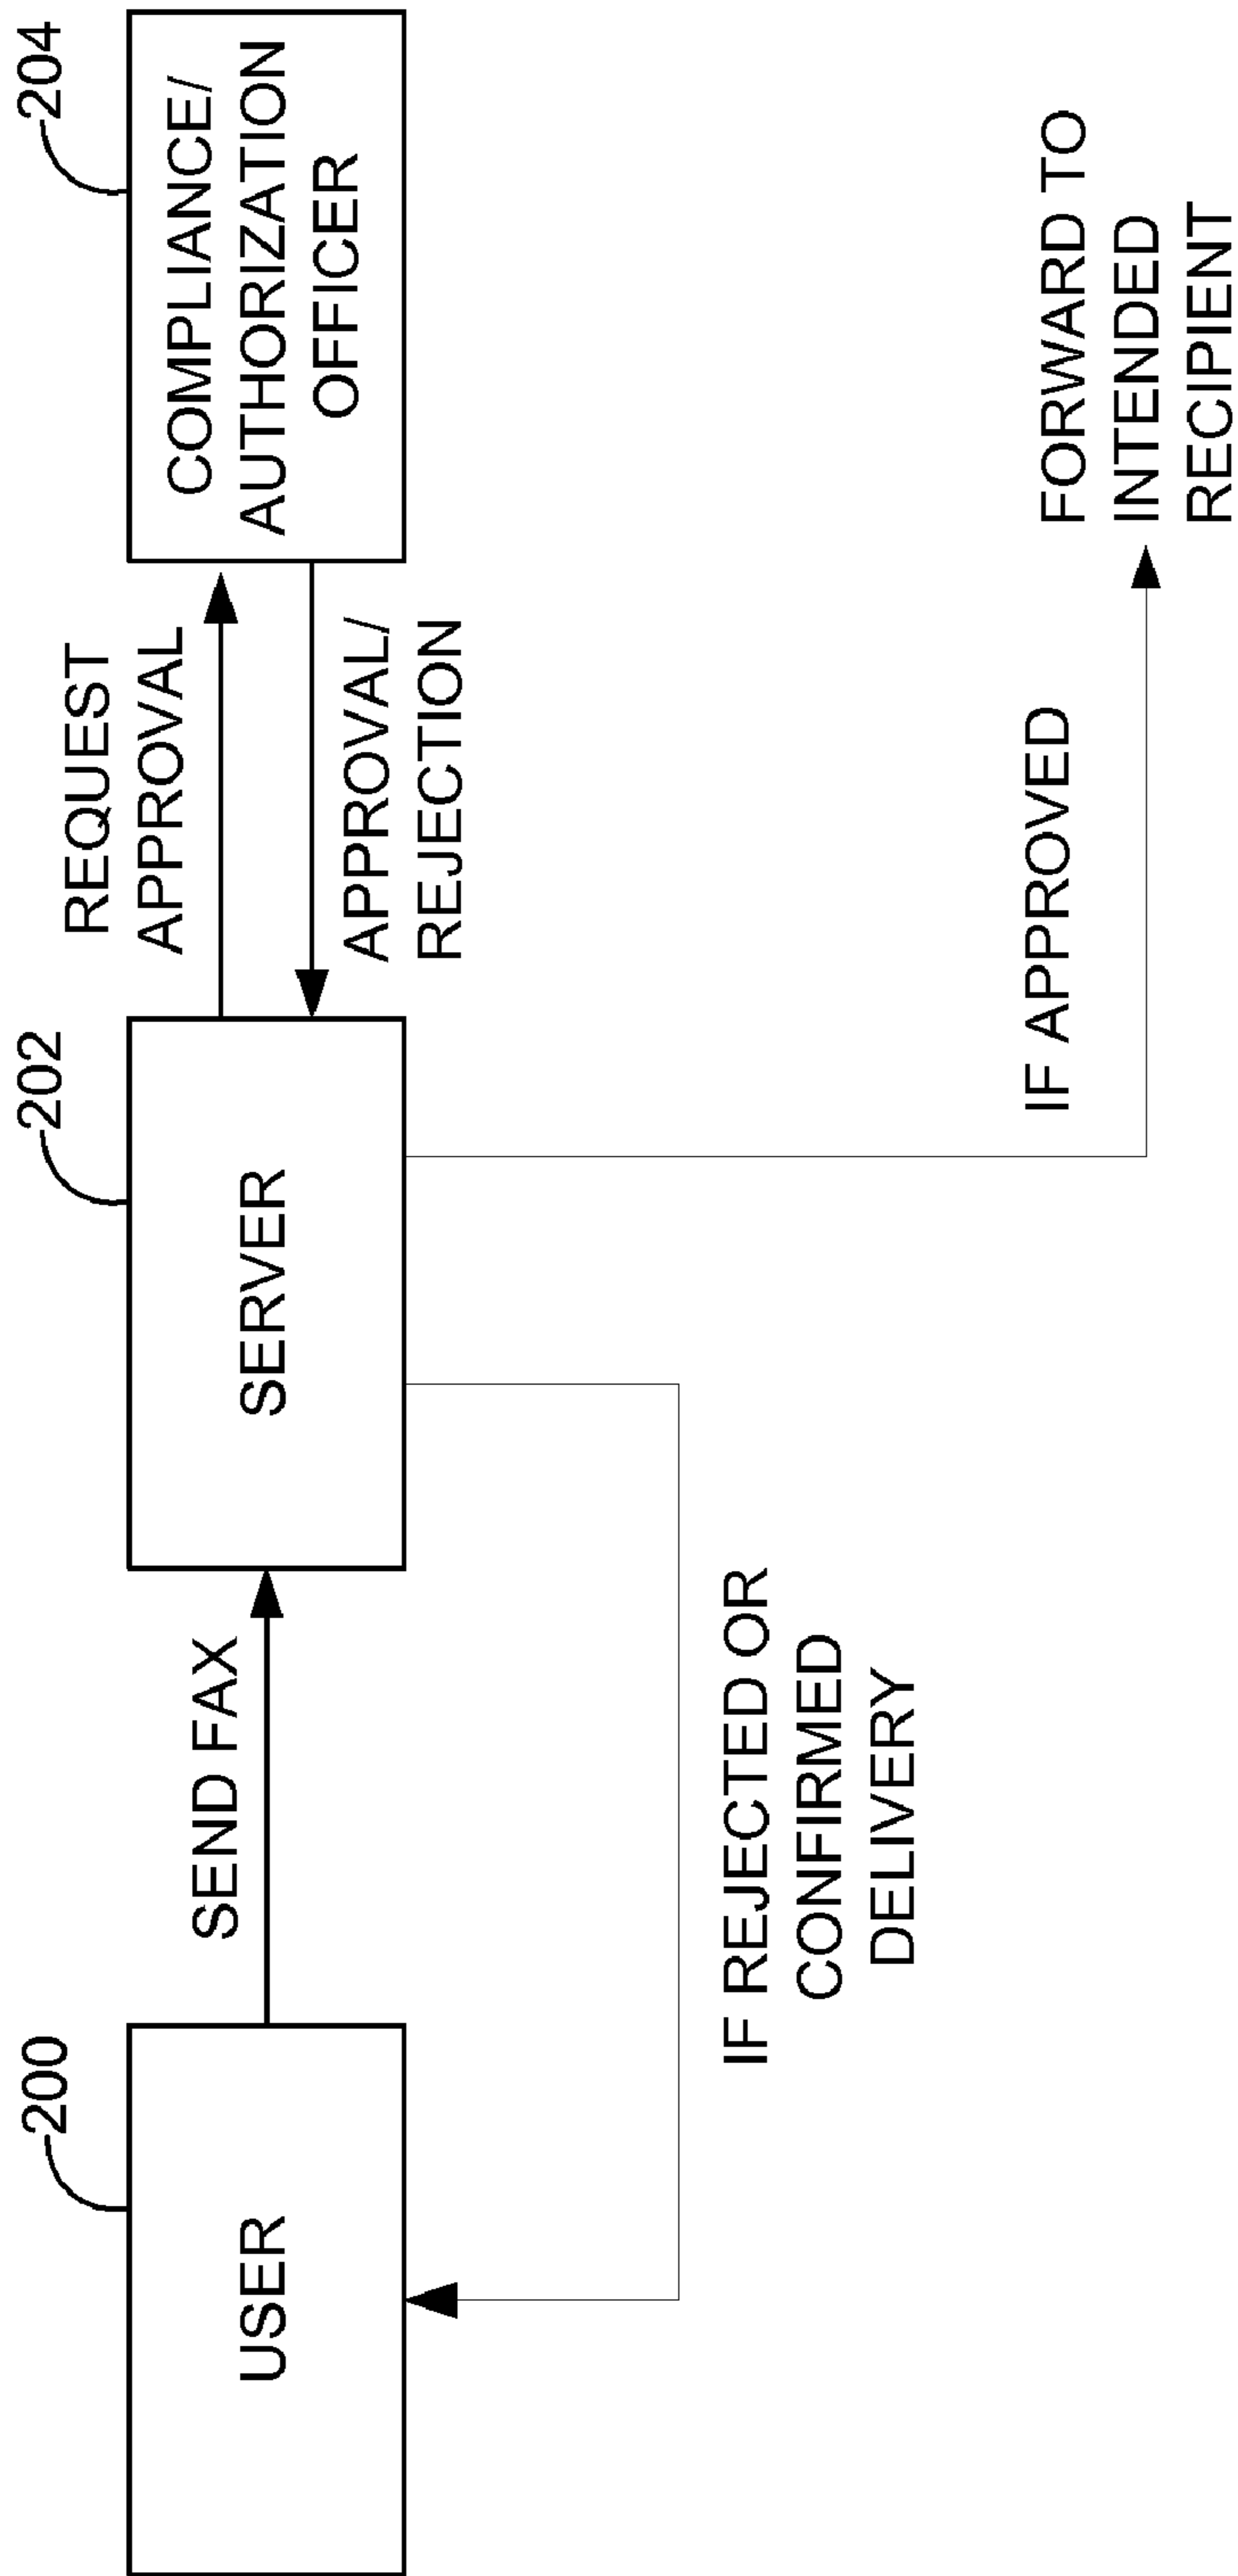 200
202
204
USER
SEND FAX
SERVER
REQUEST
APPROVAL
APPROVAL/
REJECTION
COMPLIANCE/
AUTHORIZATION
OFFICER
IF REJECTED OR
CONFIRMED
DELIVERY
IF APPROVED
FORWARD TO
INTENDED
RECIPIENT